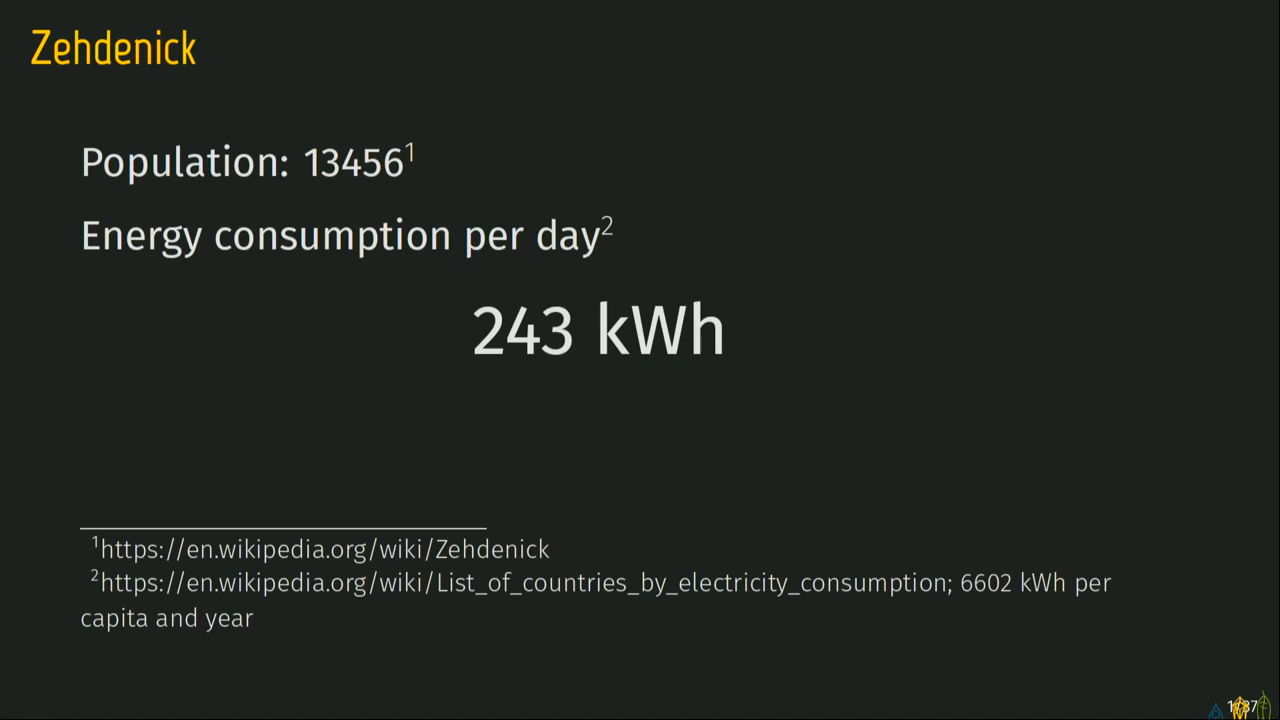 Zehdenick
Population: 13456¹
Energy consumption per day²
243 kWh
¹https://en.wikipedia.org/wiki/Zehdenick
²https://en.wikipedia.org/wiki/List_of_countries_by_electricity_consumption; 6602 kWh per
capita and year